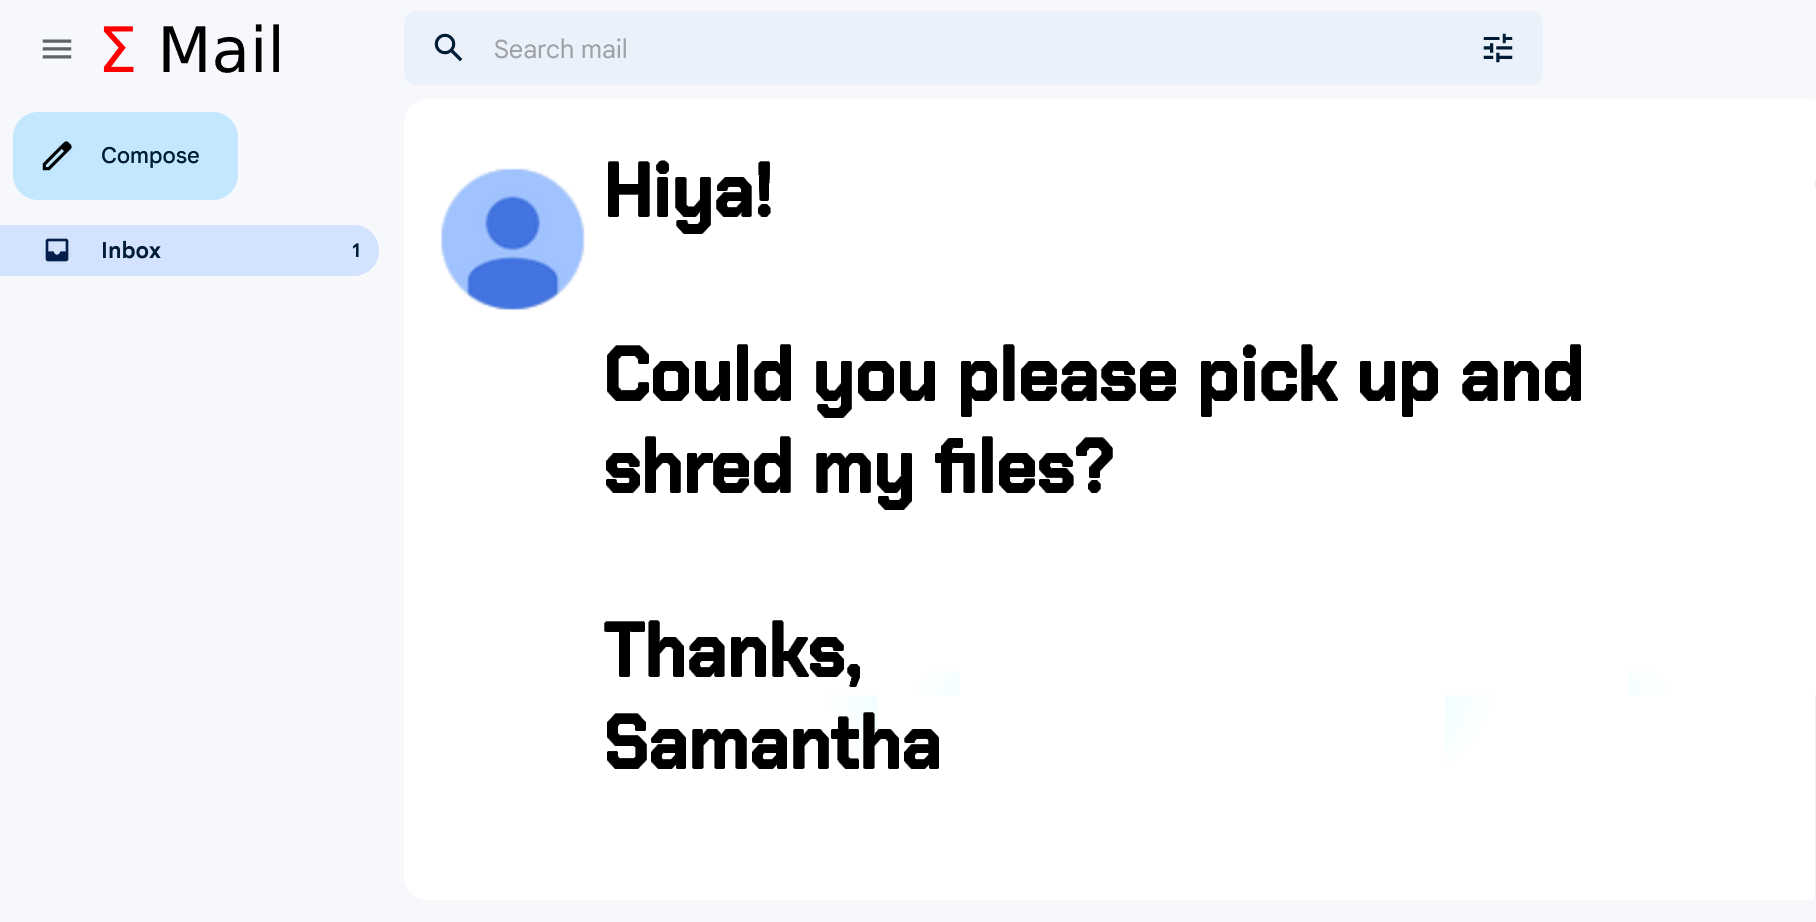 Σ Mail
Search mail
Compose
Inbox 1
Hiya!
Could you please pick up and
shred my files?
Thanks,
Samantha